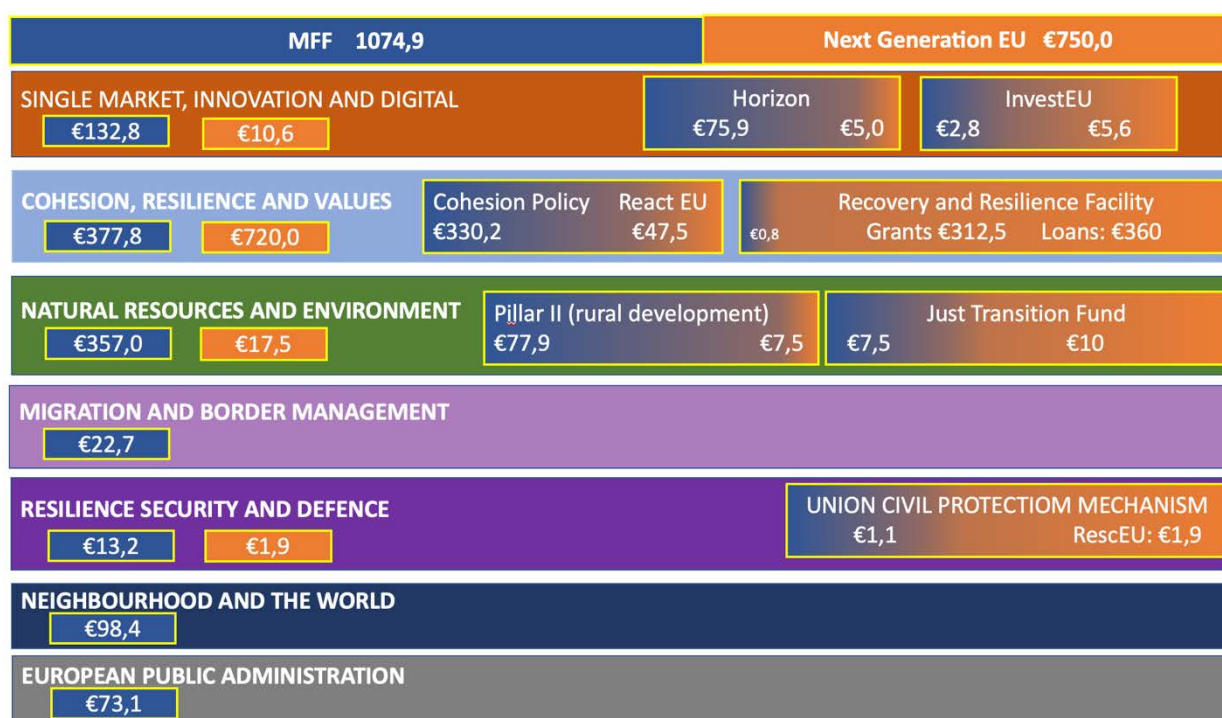 MFF 1074,9
Next Generation EU €750,0
SINGLE MARKET, INNOVATION AND DIGITAL
€132,8 €10,6
Horizon
€75,9 €5,0
InvestEU
€2,8 €5,6
COHESION, RESILIENCE AND VALUES
€377,8 €720,0
Cohesion Policy React EU
€330,2 €47,5
Recovery and Resilience Facility
€0,8 Grants €312,5 Loans: €360
NATURAL RESOURCES AND ENVIRONMENT
€357,0 €17,5
Pillar II (rural development)
€77,9 €7,5
Just Transition Fund
€7,5 €10
MIGRATION AND BORDER MANAGEMENT
€22,7
RESILIENCE SECURITY AND DEFENCE
€13,2 €1,9
UNION CIVIL PROTECTIOM MECHANISM
€1,1 RescEU: €1,9
NEIGHBOURHOOD AND THE WORLD
€98,4
EUROPEAN PUBLIC ADMINISTRATION
€73,1